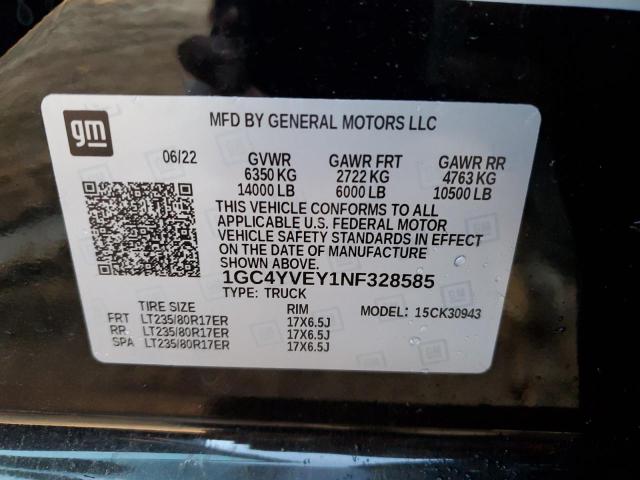 gm
MFD BY GENERAL MOTORS LLC
06/22 GVWR GAWR FRT GAWR RR
6350 KG 2722 KG 4763 KG
14000 LB 6000 LB 10500 LB
THIS VEHICLE CONFORMS TO ALL
APPLICABLE U.S. FEDERAL MOTOR
VEHICLE SAFETY STANDARDS IN EFFECT
ON THE DATE OF MANUFACTURE
SHOWN ABOVE.
1GC4YVEY1NF328585
TYPE: TRUCK
TIRE SIZE RIM MODEL: 15CK30943
FRT LT235/80R17ER 17X6.5J
RR LT235/80R17ER 17X6.5J
SPA LT235/80R17ER 17X6.5J